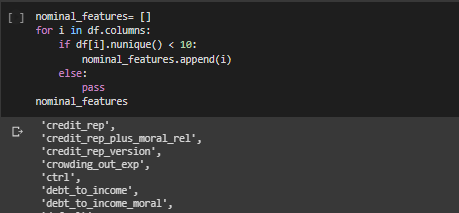 [ ] nominal_features= []
for i in df.columns:
    if df[i].nunique() < 10:
        nominal_features.append(i)
    else:
        pass
nominal_features
'credit_rep',
'credit_rep_plus_moral_rel',
'credit_rep_version',
'crowding_out_exp',
'ctrl',
'debt_to_income',
'debt_to_income_moral',